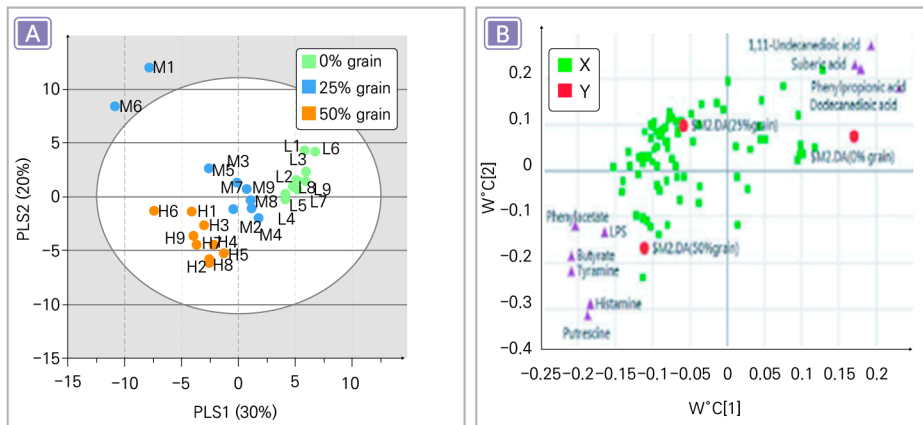 A
0% grain
25% grain
50% grain
M1
M6
L1
L6
L3
M3
M5
L2
M7
M9
L8
L9
M8
L5
L7
H6
H1
L4
M2
H3
M4
H9
H7
H4
H5
H2
H8
10
5
0
−5
−10
−15
−15
−10
−5
0
5
10
PLS2 (20%)
PLS1 (30%)
B
X
Y
1,11-Undecanedioic acid
Suberic acid
Phenylpropionic acid
Dodecanedioic acid
$M2.DA(25%grain)
$M2.DA(0% grain)
Phenylacetate
LPS
$M2.DA(50%grain)
Butyrate
Tyramine
Histamine
Putrescine
0.2
0.1
0
−0.1
−0.2
−0.3
−0.4
−0.25
−0.2
−0.15
−0.1
−0.05
0
0.05
0.1
0.15
0.2
W*C[2]
W*C[1]